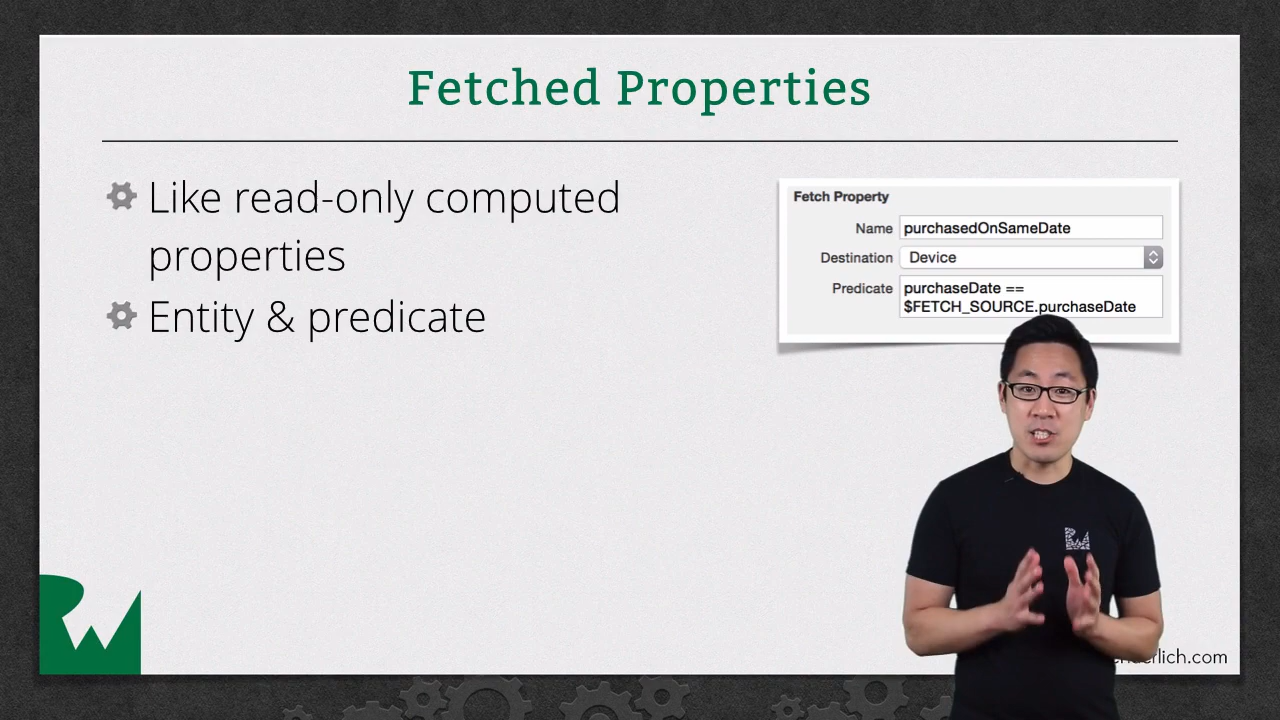 Fetched Properties
Like read-only computed
properties
Entity & predicate
Fetch Property
Name purchasedOnSameDate
Destination Device
Predicate purchaseDate ==
$FETCH_SOURCE.purchaseDate
RW